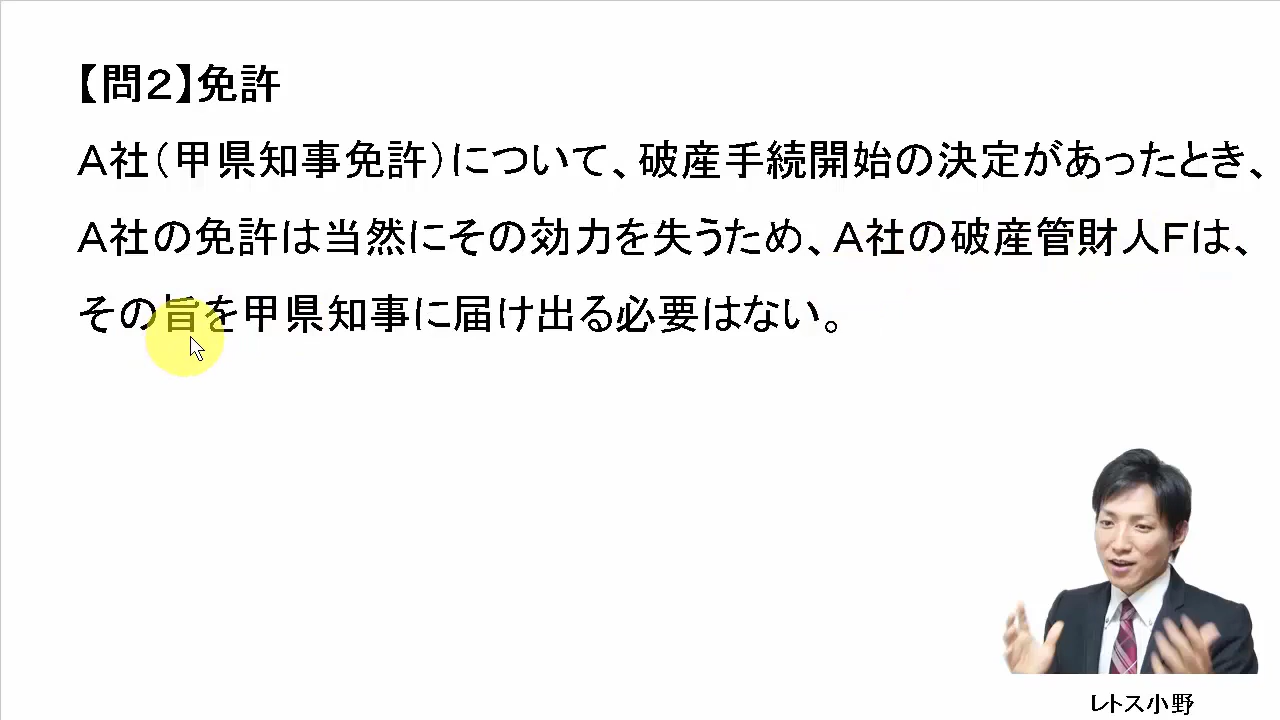 【問２】免許
Ａ社（甲県知事免許）について、破産手続開始の決定があったとき、
Ａ社の免許は当然にその効力を失うため、Ａ社の破産管財人Ｆは、
その旨を甲県知事に届け出る必要はない。
レトス小野